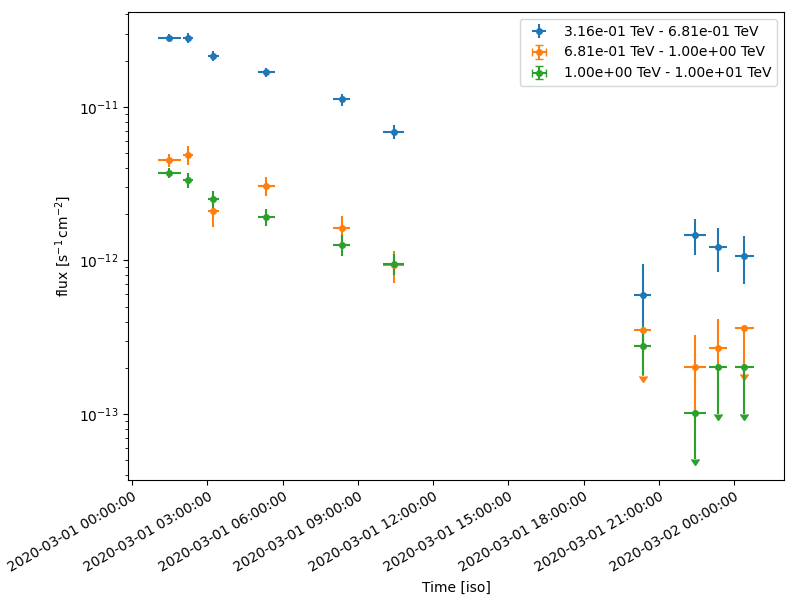 3.16e-01 TeV - 6.81e-01 TeV
6.81e-01 TeV - 1.00e+00 TeV
1.00e+00 TeV - 1.00e+01 TeV
flux [s⁻¹ cm⁻²]
10⁻¹¹
10⁻¹²
10⁻¹³
2020-03-01 00:00:00
2020-03-01 03:00:00
2020-03-01 06:00:00
2020-03-01 09:00:00
2020-03-01 12:00:00
2020-03-01 15:00:00
2020-03-01 18:00:00
2020-03-01 21:00:00
2020-03-02 00:00:00
Time [iso]